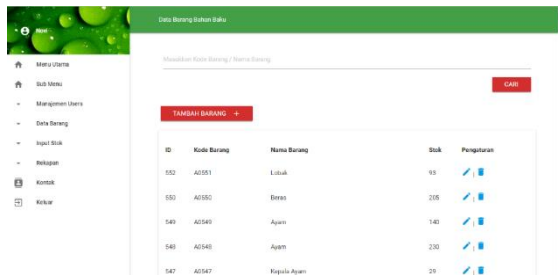 Data Barang Bahan Baku
Novi
Menu Utama
Sub Menu
Manajemen Users
Data Barang
Input Stok
Rekapan
Kontak
Keluar
Masukkan Kode Barang / Nama Barang
CARI
TAMBAH BARANG +
ID Kode Barang Nama Barang Stok Pengaturan
552 A0551 Lobak 93 |
550 A0550 Beras 205 |
549 A0549 Ayam 140 |
548 A0548 Ayam 230 |
547 A0547 Kepala Ayam 29 |